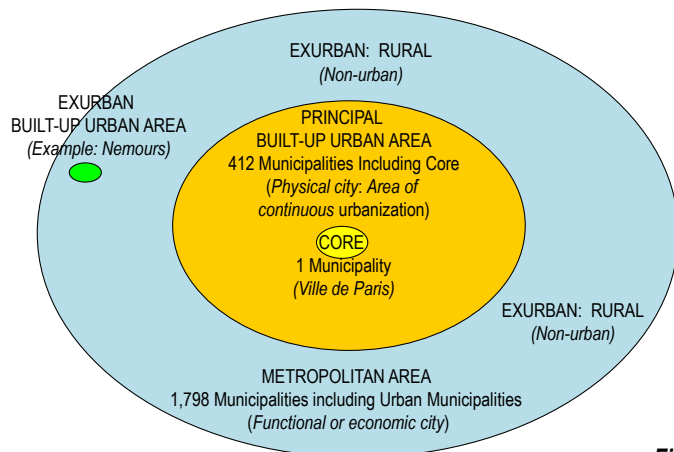 EXURBAN: RURAL
(Non-urban)
EXURBAN
BUILT-UP URBAN AREA
(Example: Nemours)
PRINCIPAL
BUILT-UP URBAN AREA
412 Municipalities Including Core
(Physical city: Area of
continuous urbanization)
CORE
1 Municipality
(Ville de Paris)
EXURBAN: RURAL
(Non-urban)
METROPOLITAN AREA
1,798 Municipalities including Urban Municipalities
(Functional or economic city)